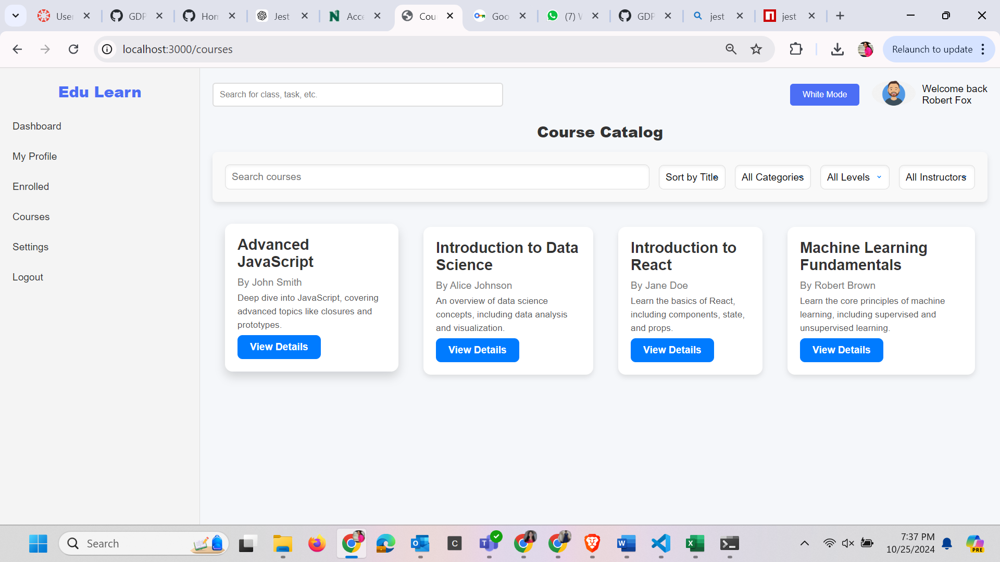 User
GDP
Hom
Jest
Acce
Cou
Goo
(7) W
GDP
jest
jest
localhost:3000/courses
Relaunch to update
Edu Learn
Dashboard
My Profile
Enrolled
Courses
Settings
Logout
Search for class, task, etc.
White Mode
Welcome back
Robert Fox
Course Catalog
Search courses
Sort by Title
All Categories
All Levels
All Instructors
Advanced
JavaScript
By John Smith
Deep dive into JavaScript, covering
advanced topics like closures and
prototypes.
View Details
Introduction to Data
Science
By Alice Johnson
An overview of data science
concepts, including data analysis
and visualization.
View Details
Introduction to
React
By Jane Doe
Learn the basics of React,
including components, state,
and props.
View Details
Machine Learning
Fundamentals
By Robert Brown
Learn the core principles of machine
learning, including supervised and
unsupervised learning.
View Details
Search
C
PRE
7:37 PM
10/25/2024